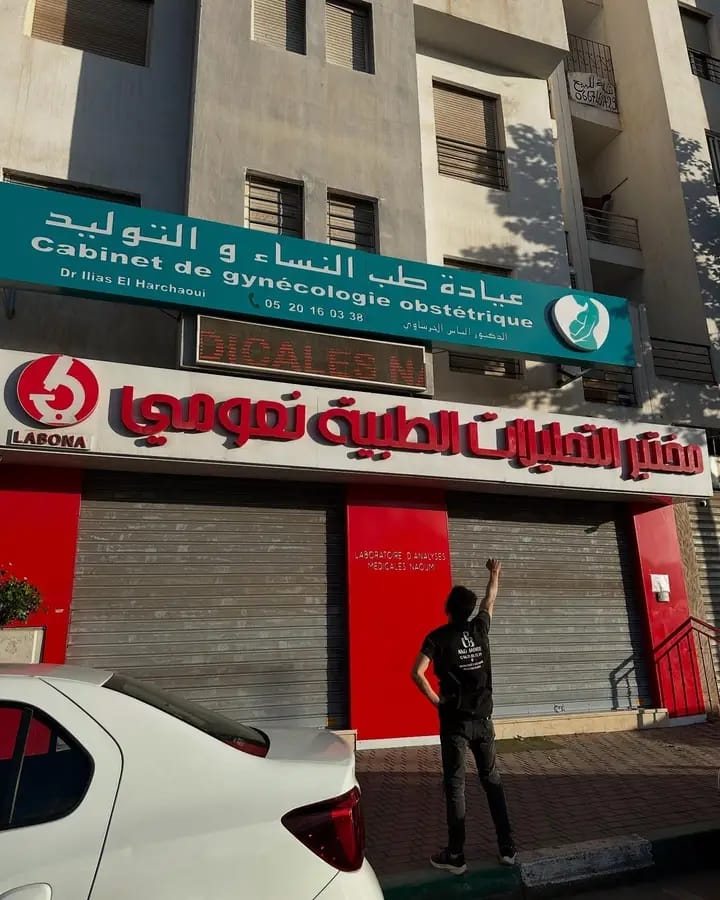 للبيع
عيادة طب النساء و التوليد
Cabinet de gynécologie obstétrique
Dr Ilias El Harchaoui
05 20 16 03 38
الدكتور الياس الحرشاوي
DICALES NA
LABONA
مختبر التحليلات الطبية نعومي
LABORATOIRE D'ANALYSES
MEDICALES NAOUMI